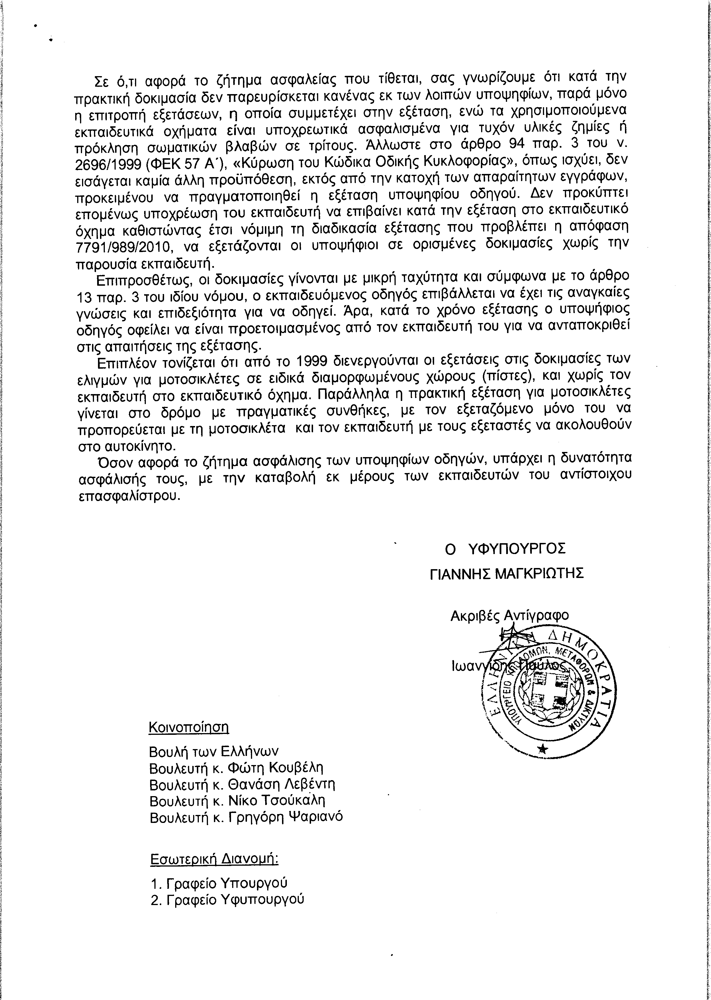 Σε ό,τι αφορά το ζήτημα ασφαλείας που τίθεται, σας γνωρίζουμε ότι κατά την
πρακτική δοκιμασία δεν παρευρίσκεται κανένας εκ των λοιπών υποψηφίων, παρά μόνο
η επιτροπή εξετάσεων, η οποία συμμετέχει στην εξέταση, ενώ τα χρησιμοποιούμενα
εκπαιδευτικά οχήματα είναι υποχρεωτικά ασφαλισμένα για τυχόν υλικές ζημίες ή
πρόκληση σωματικών βλαβών σε τρίτους. Άλλωστε στο άρθρο 94 παρ. 3 του ν.
2696/1999 (ΦΕΚ 57 Α΄), «Κύρωση του Κώδικα Οδικής Κυκλοφορίας», όπως ισχύει, δεν
εισάγεται καμία άλλη προϋπόθεση, εκτός από την κατοχή των απαραίτητων εγγράφων,
προκειμένου να πραγματοποιηθεί η εξέταση υποψηφίου οδηγού. Δεν προκύπτει
επομένως υποχρέωση του εκπαιδευτή να επιβαίνει κατά την εξέταση στο εκπαιδευτικό
όχημα καθιστώντας έτσι νόμιμη τη διαδικασία εξέτασης που προβλέπει η απόφαση
7791/989/2010, να εξετάζονται οι υποψήφιοι σε ορισμένες δοκιμασίες χωρίς την
παρουσία εκπαιδευτή.
Επιπροσθέτως, οι δοκιμασίες γίνονται με μικρή ταχύτητα και σύμφωνα με το άρθρο
13 παρ. 3 του ιδίου νόμου, ο εκπαιδευόμενος οδηγός επιβάλλεται να έχει τις αναγκαίες
γνώσεις και επιδεξιότητα για να οδηγεί. Άρα, κατά το χρόνο εξέτασης ο υποψήφιος
οδηγός οφείλει να είναι προετοιμασμένος από τον εκπαιδευτή του για να ανταποκριθεί
στις απαιτήσεις της εξέτασης.
Επιπλέον τονίζεται ότι από το 1999 διενεργούνται οι εξετάσεις στις δοκιμασίες των
ελιγμών για μοτοσικλέτες σε ειδικά διαμορφωμένους χώρους (πίστες), και χωρίς τον
εκπαιδευτή στο εκπαιδευτικό όχημα. Παράλληλα η πρακτική εξέταση για μοτοσικλέτες
γίνεται στο δρόμο με πραγματικές συνθήκες, με τον εξεταζόμενο μόνο του να
προπορεύεται με τη μοτοσικλέτα και τον εκπαιδευτή με τους εξεταστές να ακολουθούν
στο αυτοκίνητο.
Όσον αφορά το ζήτημα ασφάλισης των υποψηφίων οδηγών, υπάρχει η δυνατότητα
ασφάλισής τους, με την καταβολή εκ μέρους των εκπαιδευτών του αντίστοιχου
επασφαλίστρου.
Ο ΥΦΥΠΟΥΡΓΟΣ
ΓΙΑΝΝΗΣ ΜΑΓΚΡΙΩΤΗΣ
Ακριβές Αντίγραφο
Ιωαννίδης Παύλος
ΕΛΛΗΝΙΚΗ ΔΗΜΟΚΡΑΤΙΑ
ΥΠΟΥΡΓΕΙΟ ΥΠΟΔΟΜΩΝ, ΜΕΤΑΦΟΡΩΝ & ΔΙΚΤΥΩΝ
Κοινοποίηση
Βουλή των Ελλήνων
Βουλευτή κ. Φώτη Κουβέλη
Βουλευτή κ. Θανάση Λεβέντη
Βουλευτή κ. Νίκο Τσούκαλη
Βουλευτή κ. Γρηγόρη Ψαριανό
Εσωτερική Διανομή:
1. Γραφείο Υπουργού
2. Γραφείο Υφυπουργού